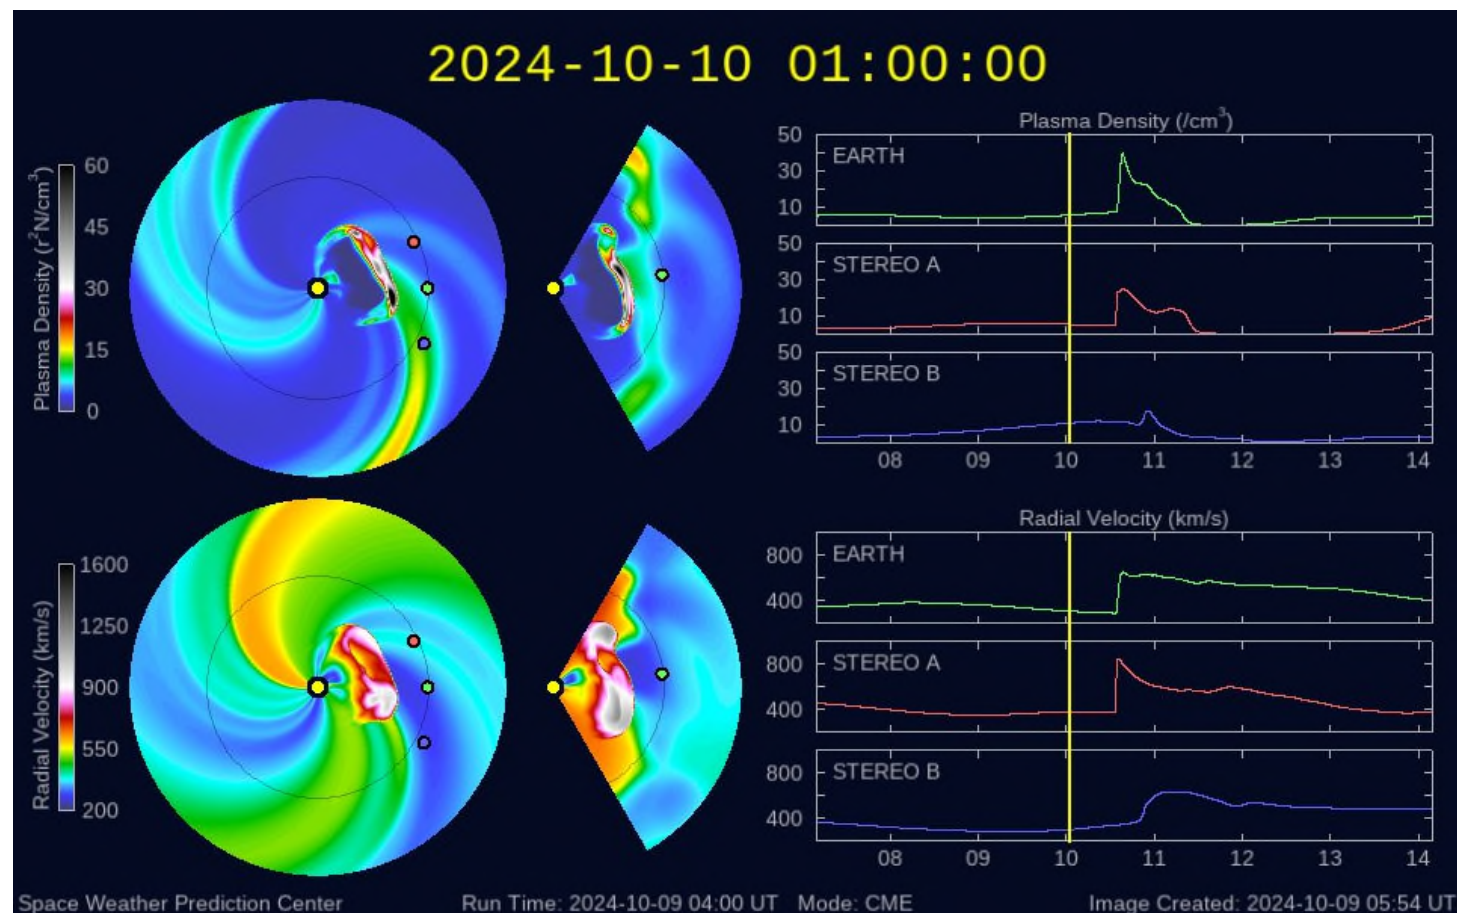 2024-10-10 01:00:00
Plasma Density (r²N/cm³)
60
45
30
15
0
Plasma Density (/cm³)
50
30
10
EARTH
50
30
10
STEREO A
50
30
10
STEREO B
08 09 10 11 12 13 14
Radial Velocity (km/s)
1600
1250
900
550
200
Radial Velocity (km/s)
800
400
EARTH
800
400
STEREO A
800
400
STEREO B
08 09 10 11 12 13 14
Space Weather Prediction Center Run Time: 2024-10-09 04:00 UT Mode: CME Image Created: 2024-10-09 05:54 UT